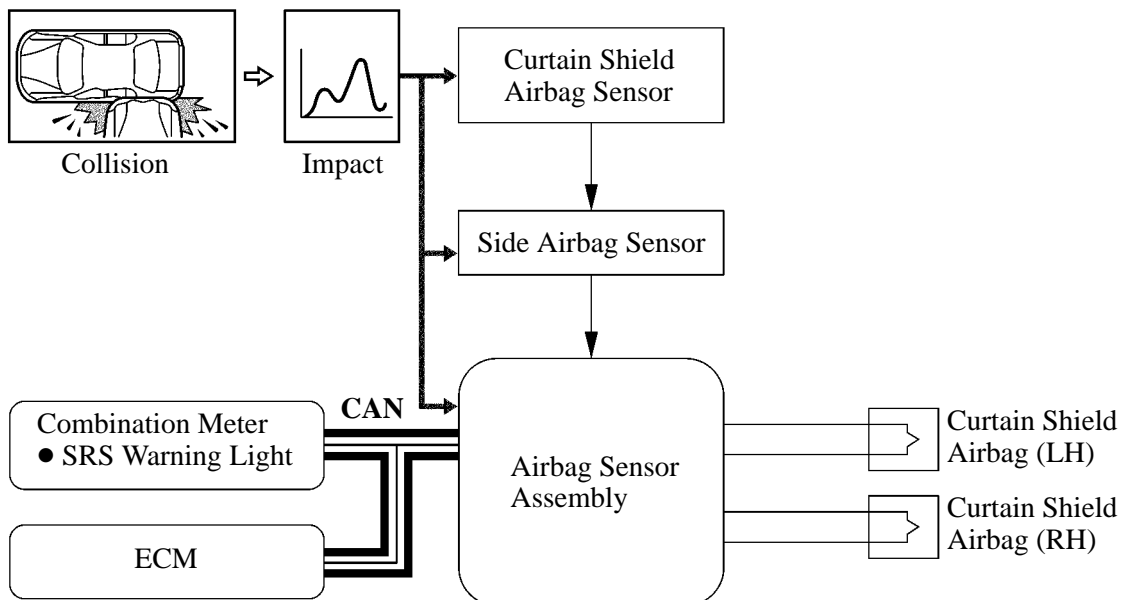 Collision
Impact
Curtain Shield
Airbag Sensor
Side Airbag Sensor
CAN
Combination Meter
● SRS Warning Light
ECM
Airbag Sensor
Assembly
Curtain Shield
Airbag (LH)
Curtain Shield
Airbag (RH)